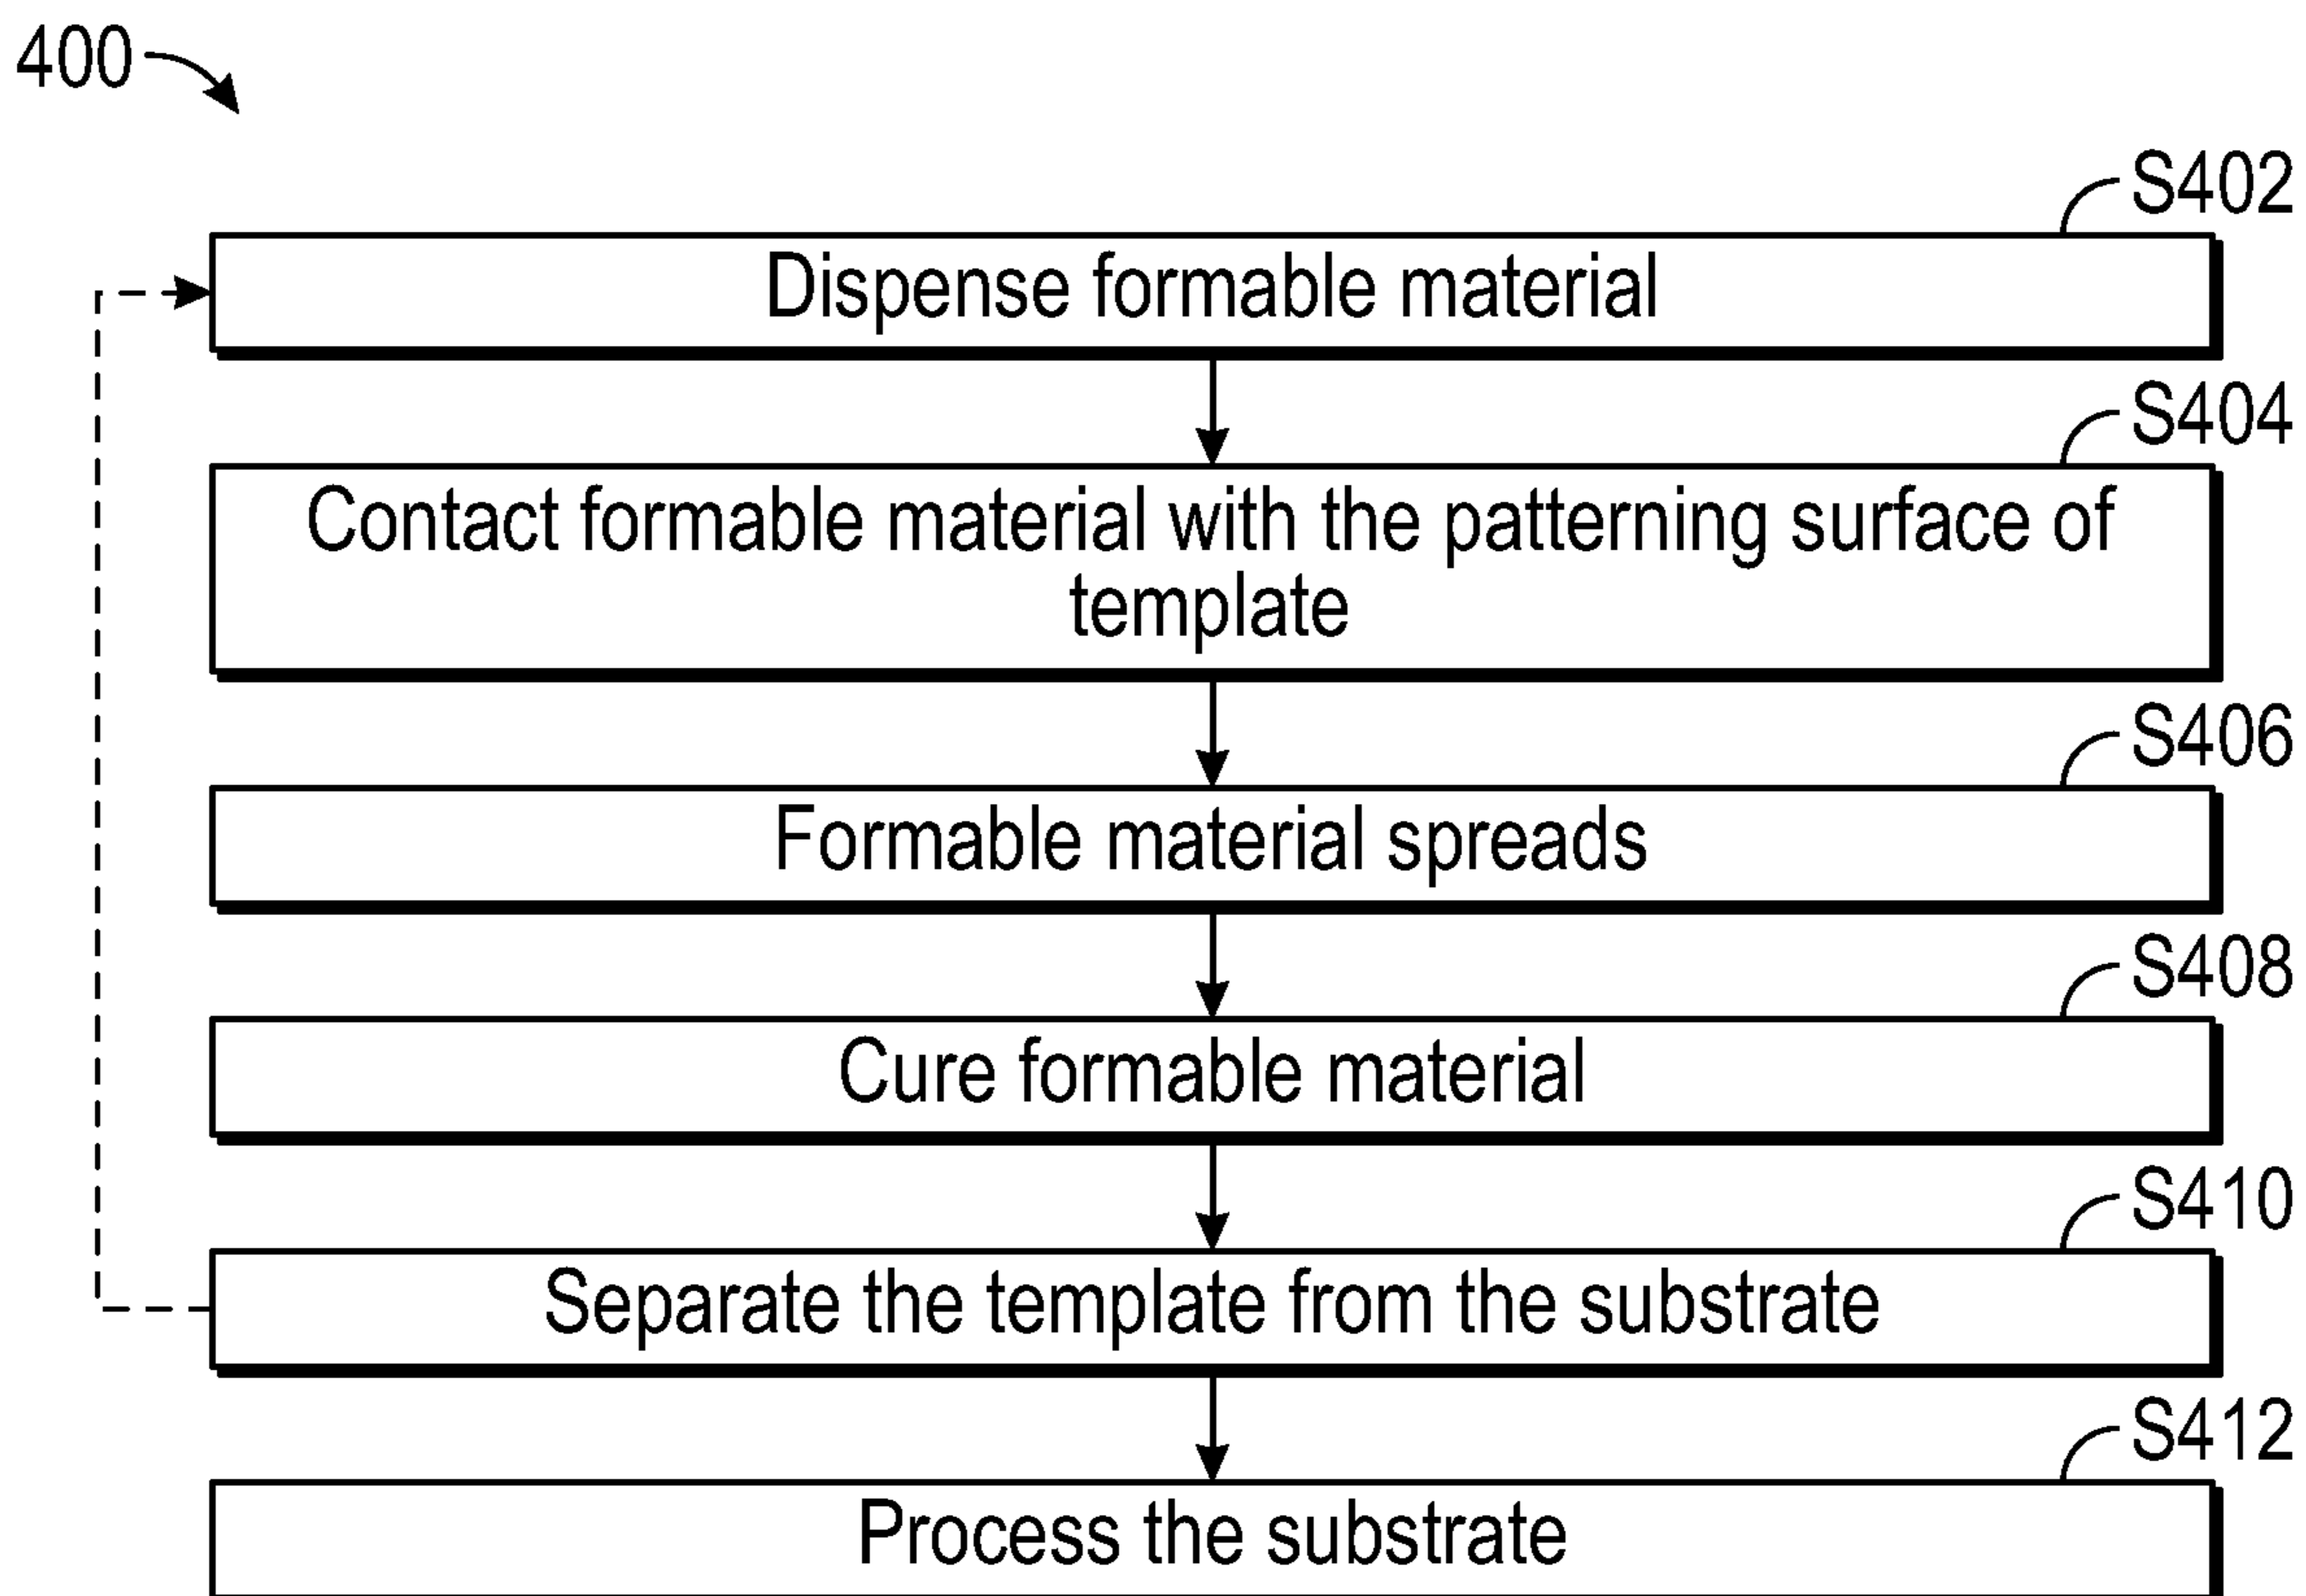 400
S402
Dispense formable material
S404
Contact formable material with the patterning surface of
template
S406
Formable material spreads
S408
Cure formable material
S410
Separate the template from the substrate
S412
Process the substrate